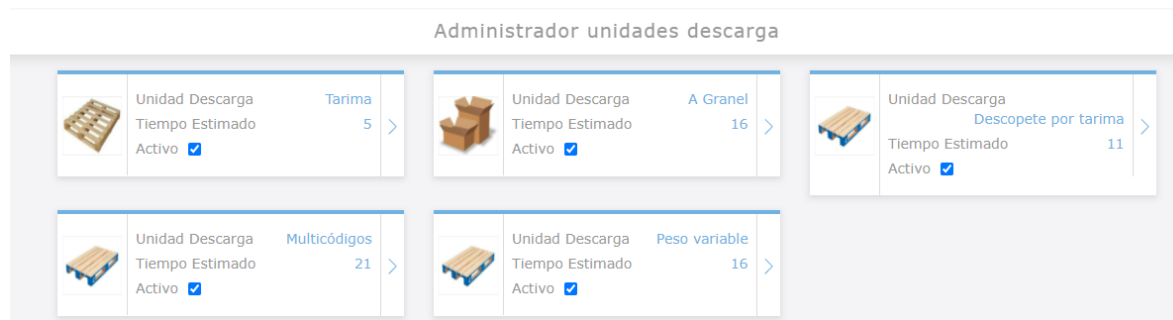 Administrador unidades descarga
Unidad Descarga Tarima
Tiempo Estimado 5
Activo
Unidad Descarga A Granel
Tiempo Estimado 16
Activo
Unidad Descarga
Descopete por tarima
Tiempo Estimado 11
Activo
Unidad Descarga Multicódigos
Tiempo Estimado 21
Activo
Unidad Descarga Peso variable
Tiempo Estimado 16
Activo